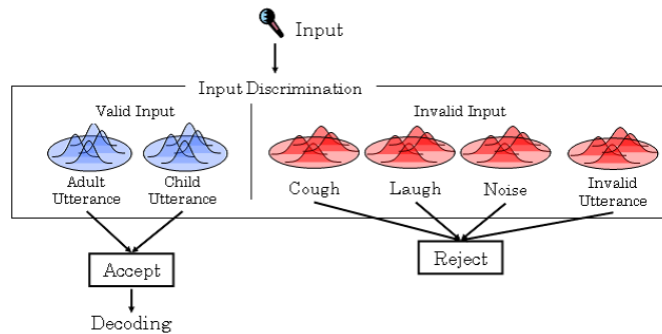 Input
Input Discrimination
Valid Input
Invalid Input
Adult
Utterance
Child
Utterance
Cough
Laugh
Noise
Invalid
Utterance
Accept
Reject
Decoding